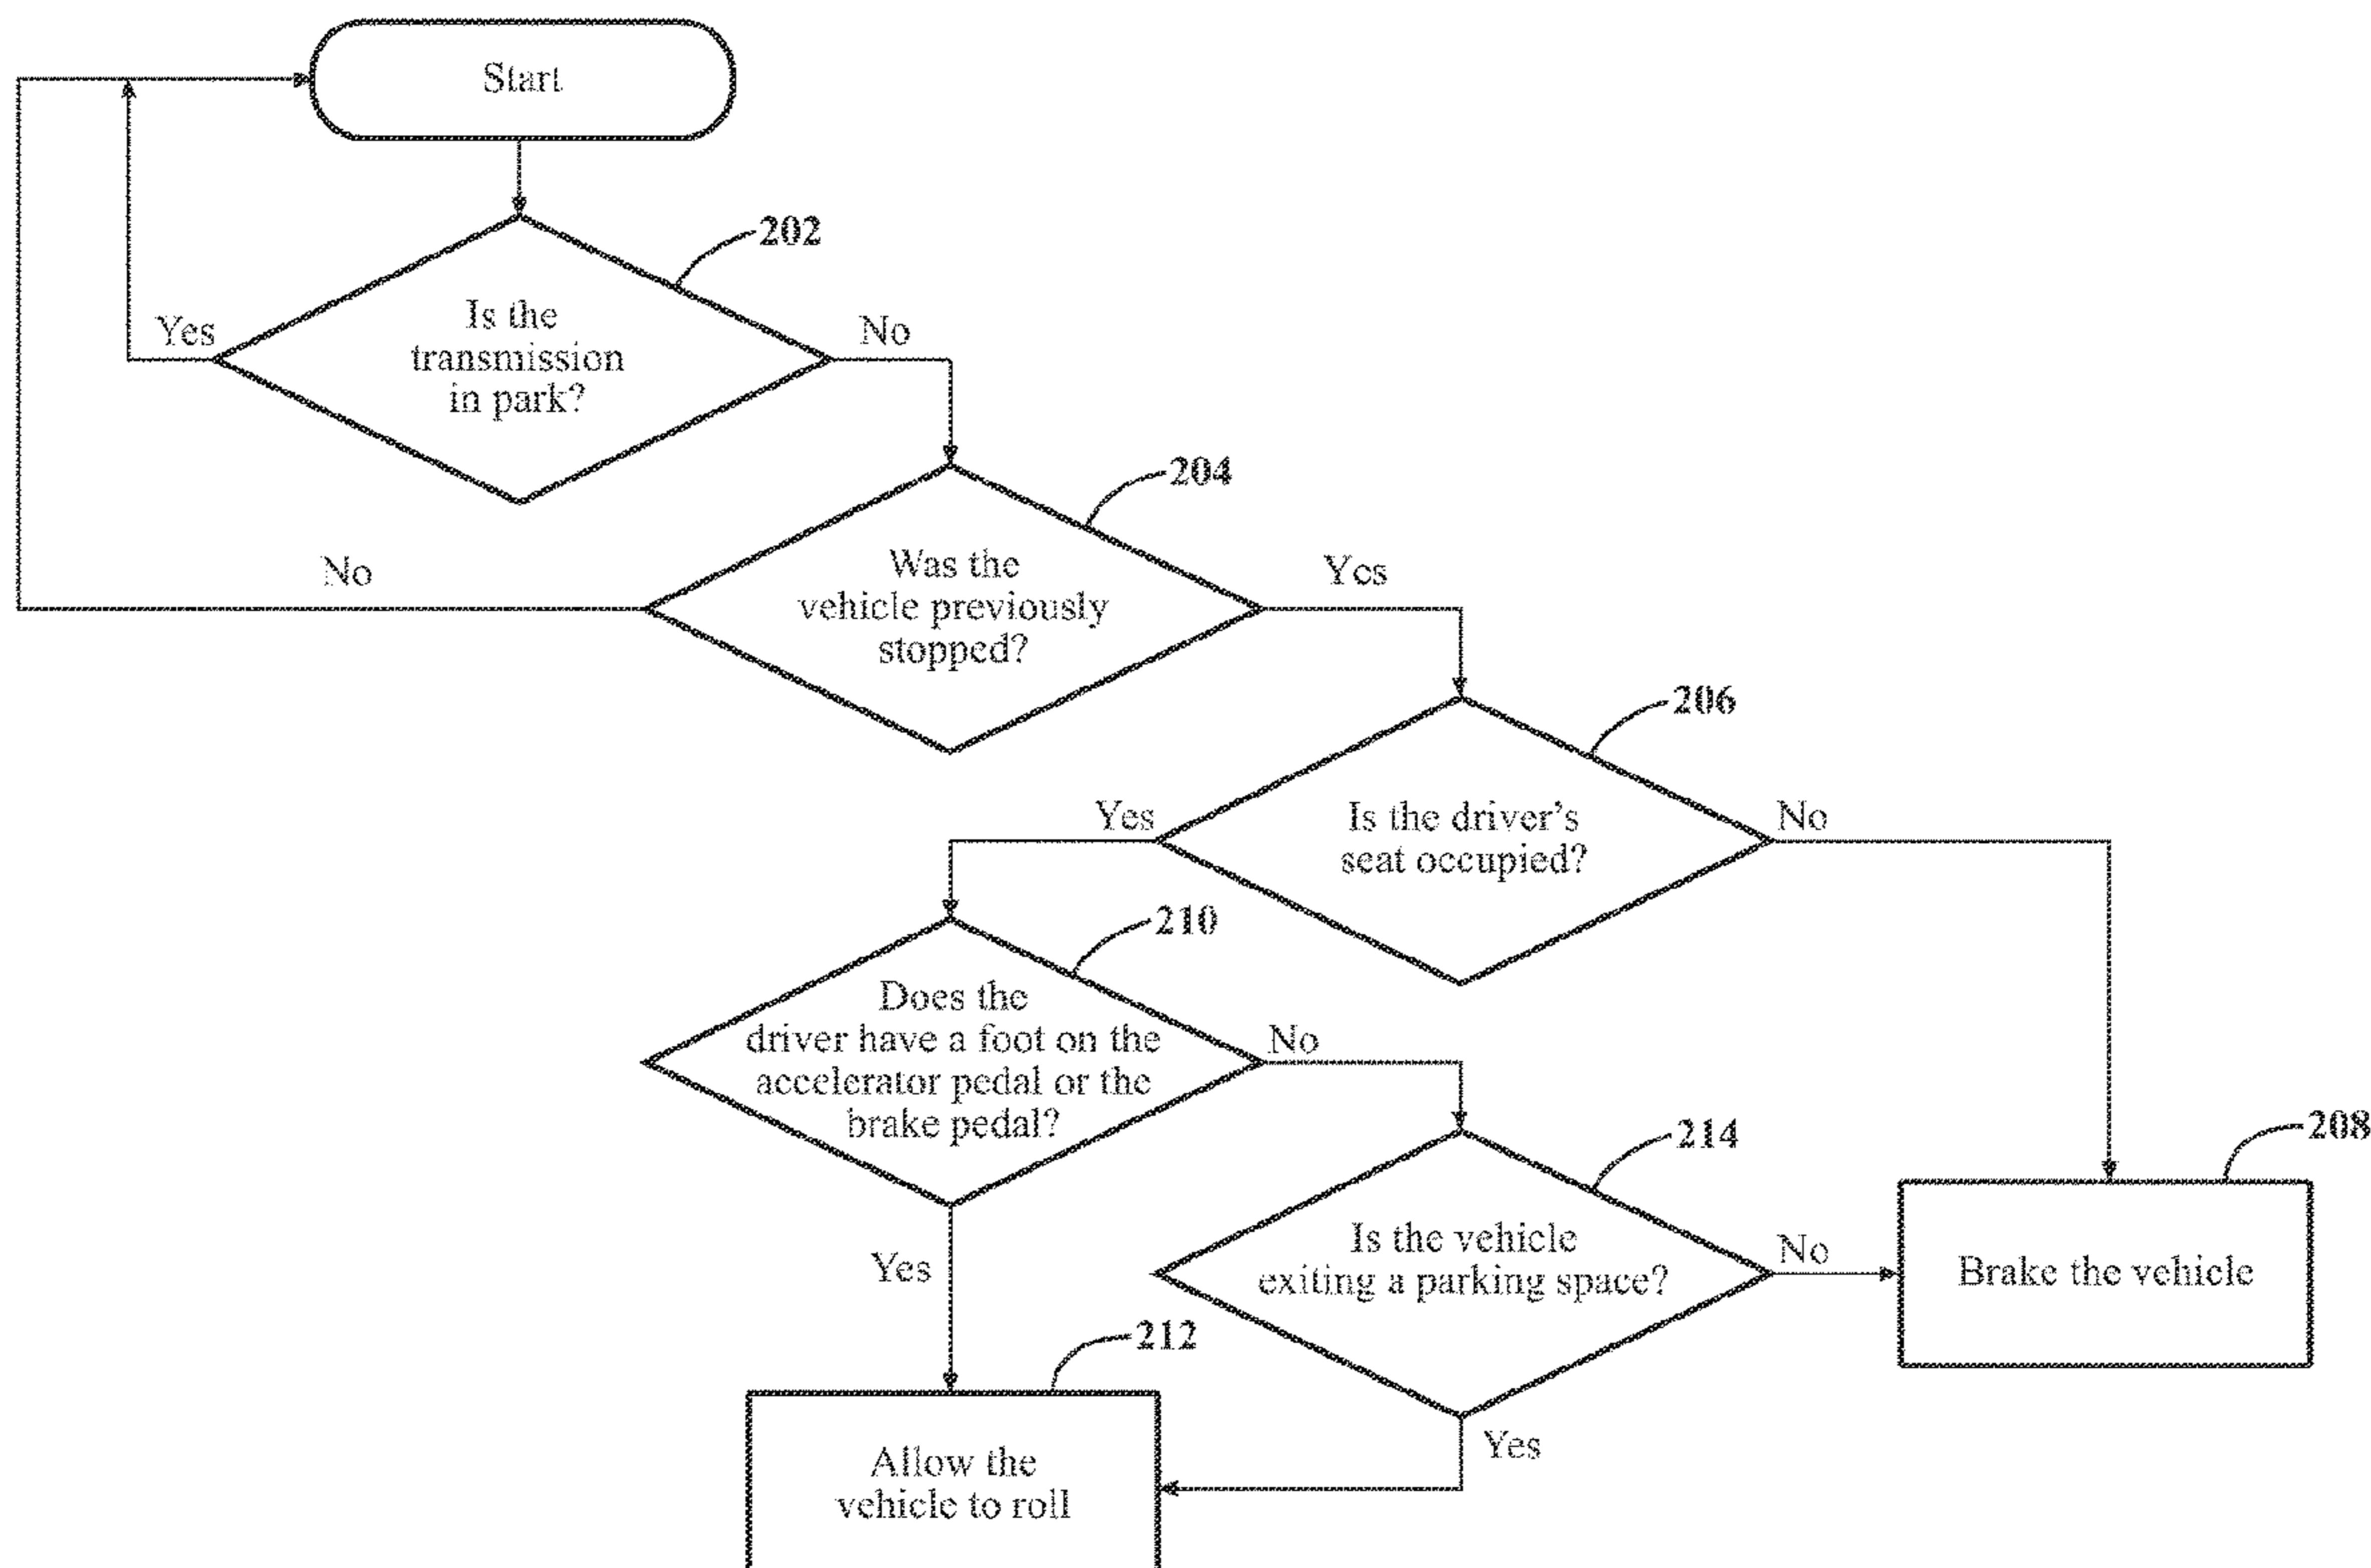 Start
202
Is the
transmission
in park?
Yes
No
204
Was the
vehicle previously
stopped?
No
Yes
206
Is the driver's
seat occupied?
Yes
No
210
Does the
driver have a foot on the
accelerator pedal or the
brake pedal?
No
Yes
214
Is the vehicle
exiting a parking space?
No
Yes
208
Brake the vehicle
212
Allow the
vehicle to roll